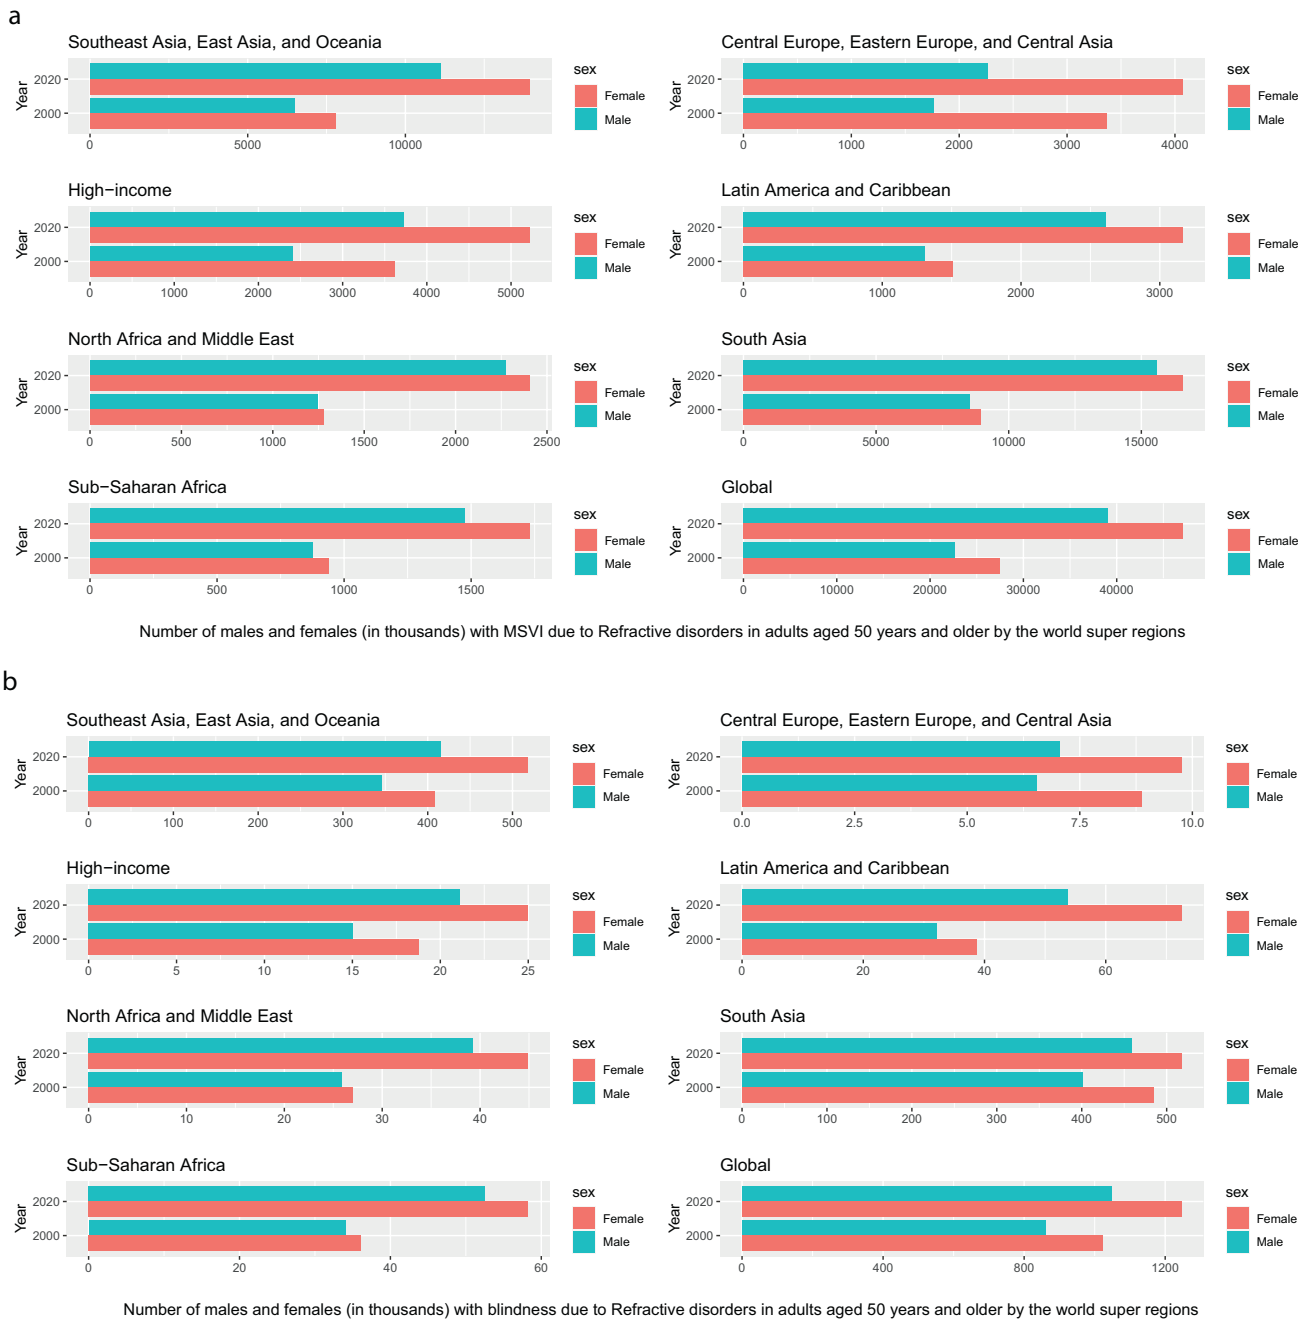 a
Southeast Asia, East Asia, and Oceania
Year
2020
2000
0 5000 10000
sex
Female
Male
Central Europe, Eastern Europe, and Central Asia
Year
2020
2000
0 1000 2000 3000 4000
sex
Female
Male
High−income
Year
2020
2000
0 1000 2000 3000 4000 5000
sex
Female
Male
Latin America and Caribbean
Year
2020
2000
0 1000 2000 3000
sex
Female
Male
North Africa and Middle East
Year
2020
2000
0 500 1000 1500 2000 2500
sex
Female
Male
South Asia
Year
2020
2000
0 5000 10000 15000
sex
Female
Male
Sub−Saharan Africa
Year
2020
2000
0 500 1000 1500
sex
Female
Male
Global
Year
2020
2000
0 10000 20000 30000 40000
sex
Female
Male
Number of males and females (in thousands) with MSVI due to Refractive disorders in adults aged 50 years and older by the world super regions
b
Southeast Asia, East Asia, and Oceania
Year
2020
2000
0 100 200 300 400 500
sex
Female
Male
Central Europe, Eastern Europe, and Central Asia
Year
2020
2000
0.0 2.5 5.0 7.5 10.0
sex
Female
Male
High−income
Year
2020
2000
0 5 10 15 20 25
sex
Female
Male
Latin America and Caribbean
Year
2020
2000
0 20 40 60
sex
Female
Male
North Africa and Middle East
Year
2020
2000
0 10 20 30 40
sex
Female
Male
South Asia
Year
2020
2000
0 100 200 300 400 500
sex
Female
Male
Sub−Saharan Africa
Year
2020
2000
0 20 40 60
sex
Female
Male
Global
Year
2020
2000
0 400 800 1200
sex
Female
Male
Number of males and females (in thousands) with blindness due to Refractive disorders in adults aged 50 years and older by the world super regions